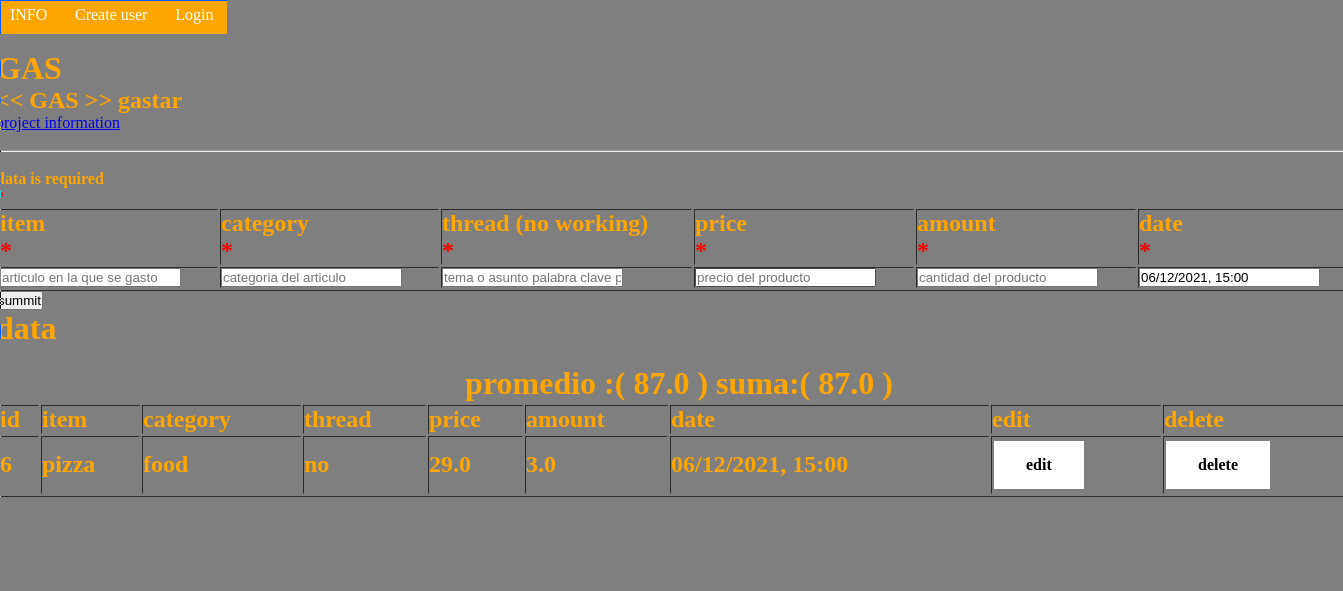 INFO Create user Login
GAS
<< GAS >> gastar
project information
data is required
*
item category thread (no working) price amount date
* * * * * *
articulo en la que se gasto categoria del articulo tema o asunto palabra clave p precio del producto cantidad del producto 06/12/2021, 15:00
summit
data
promedio :( 87.0 ) suma:( 87.0 )
id item category thread price amount date edit delete
6 pizza food no 29.0 3.0 06/12/2021, 15:00 edit delete